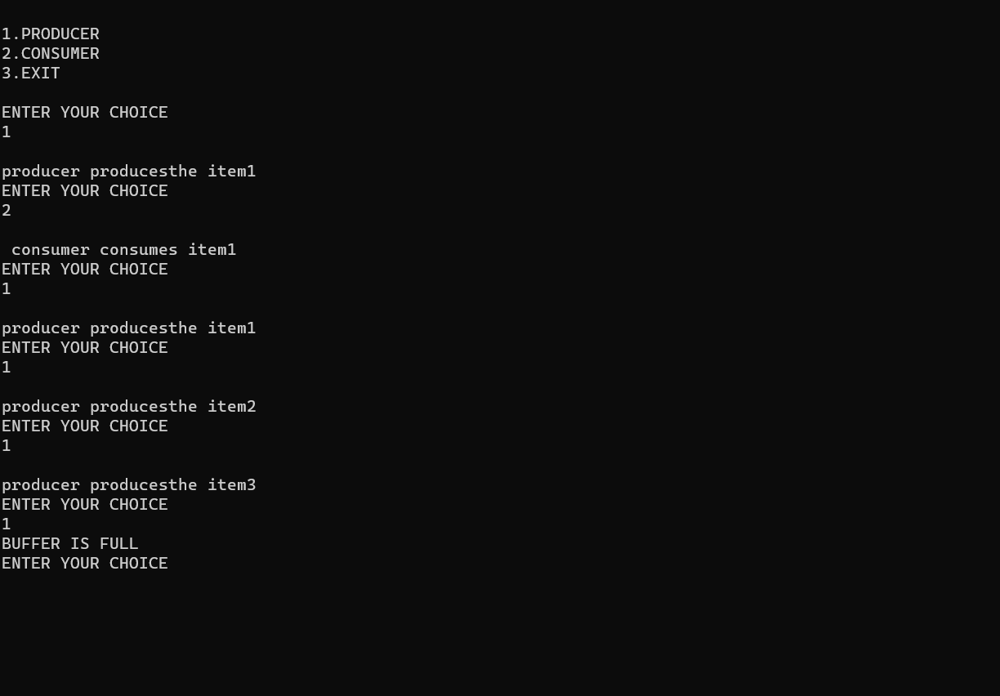 1.PRODUCER
2.CONSUMER
3.EXIT
ENTER YOUR CHOICE
1
producer producesthe item1
ENTER YOUR CHOICE
2
consumer consumes item1
ENTER YOUR CHOICE
1
producer producesthe item1
ENTER YOUR CHOICE
1
producer producesthe item2
ENTER YOUR CHOICE
1
producer producesthe item3
ENTER YOUR CHOICE
1
BUFFER IS FULL
ENTER YOUR CHOICE